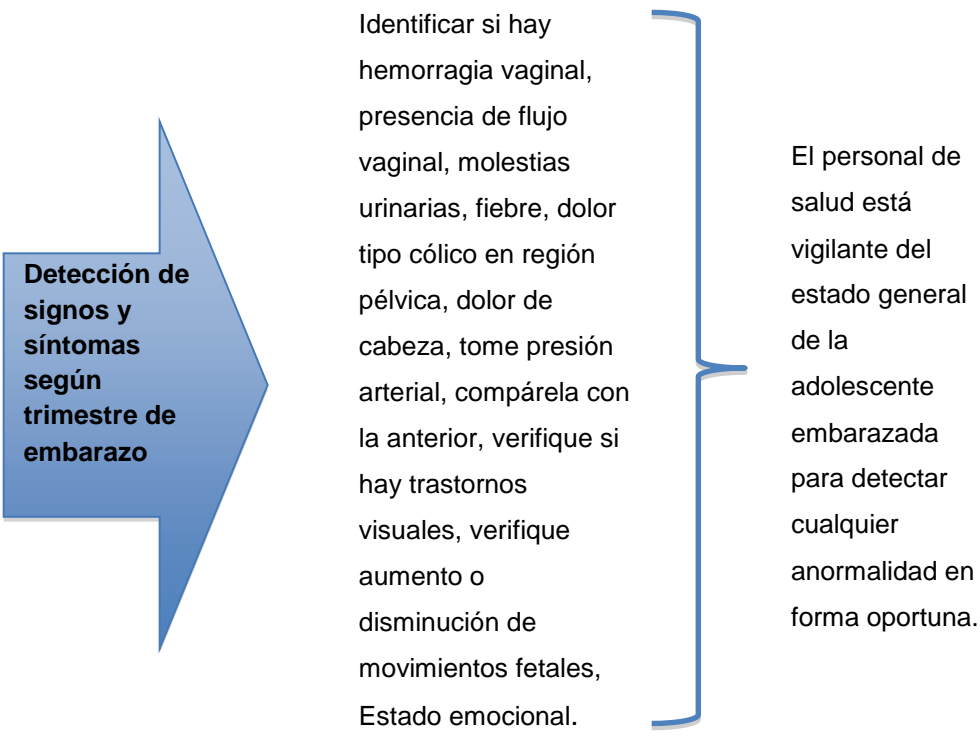 Detección de
signos y
síntomas
según
trimestre de
embarazo
Identificar si hay
hemorragia vaginal,
presencia de flujo
vaginal, molestias
urinarias, fiebre, dolor
tipo cólico en región
pélvica, dolor de
cabeza, tome presión
arterial, compárela con
la anterior, verifique si
hay trastornos
visuales, verifique
aumento o
disminución de
movimientos fetales,
Estado emocional.
El personal de
salud está
vigilante del
estado general
de la
adolescente
embarazada
para detectar
cualquier
anormalidad en
forma oportuna.